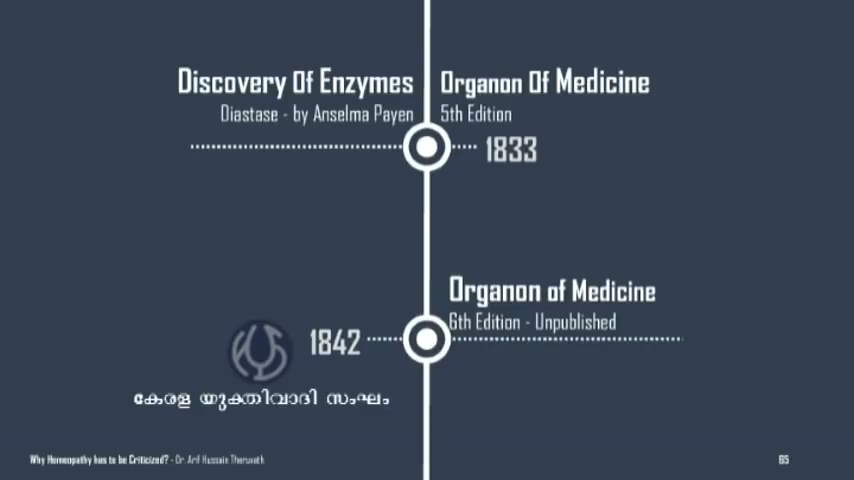 Discovery Of Enzymes
Diastase - by Anselma Payen
Organon Of Medicine
5th Edition
1833
Organon of Medicine
6th Edition - Unpublished
1842
കേരള യുക്തിവാദി സംഘം
Why Homeopathy has to be Criticized? - Dr. Arif Hussain Theruvath
65